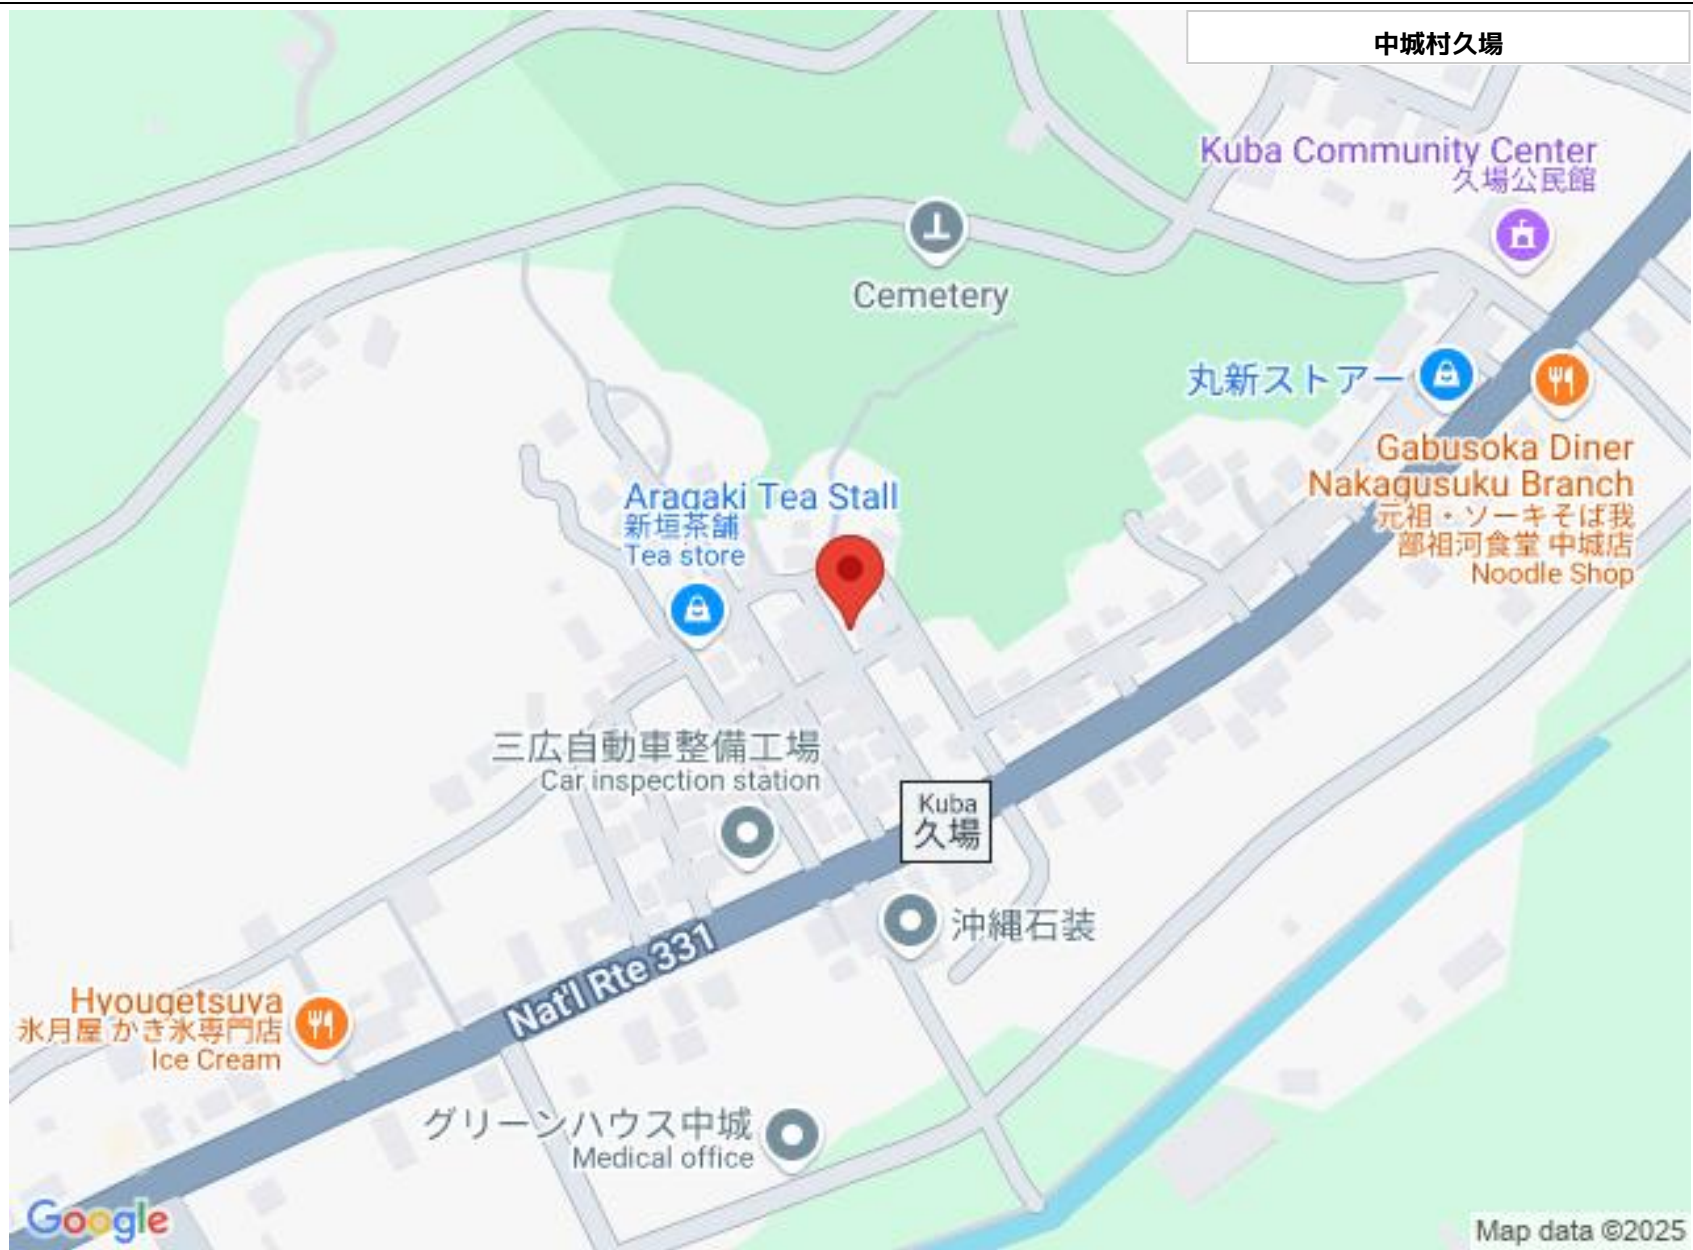 中城村久場
Kuba Community Center
久場公民館
Cemetery
丸新ストアー
Gabusoka Diner
Nakagusuku Branch
元祖・ソーキそば我
部祖河食堂 中城店
Noodle Shop
Aragaki Tea Stall
新垣茶舗
Tea store
三広自動車整備工場
Car inspection station
Kuba
久場
沖縄石装
Nat'l Rte 331
Hyougetsuya
氷月屋 かき氷専門店
Ice Cream
グリーンハウス中城
Medical office
Google
Map data ©2025